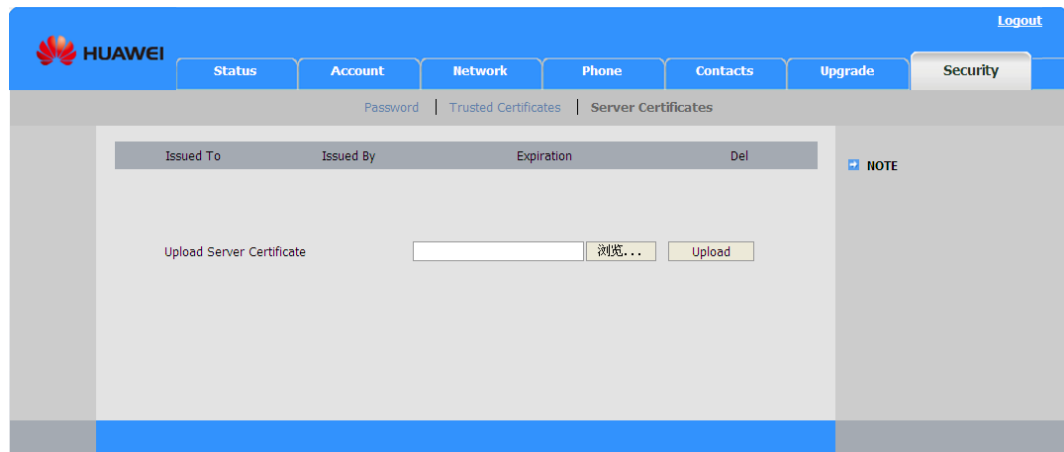 Logout
HUAWEI
Status Account Network Phone Contacts Upgrade Security
Password | Trusted Certificates | Server Certificates
Issued To Issued By Expiration Del
NOTE
Upload Server Certificate 浏览... Upload